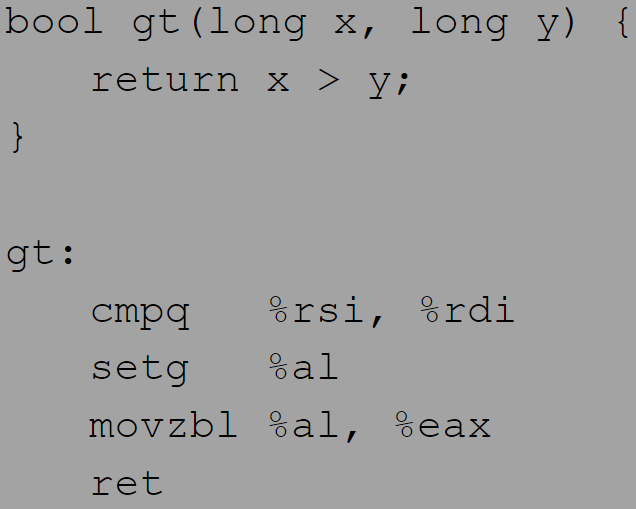 bool gt(long x, long y) {
    return x > y;
}

gt:
    cmpq   %rsi, %rdi
    setg   %al
    movzbl %al, %eax
    ret